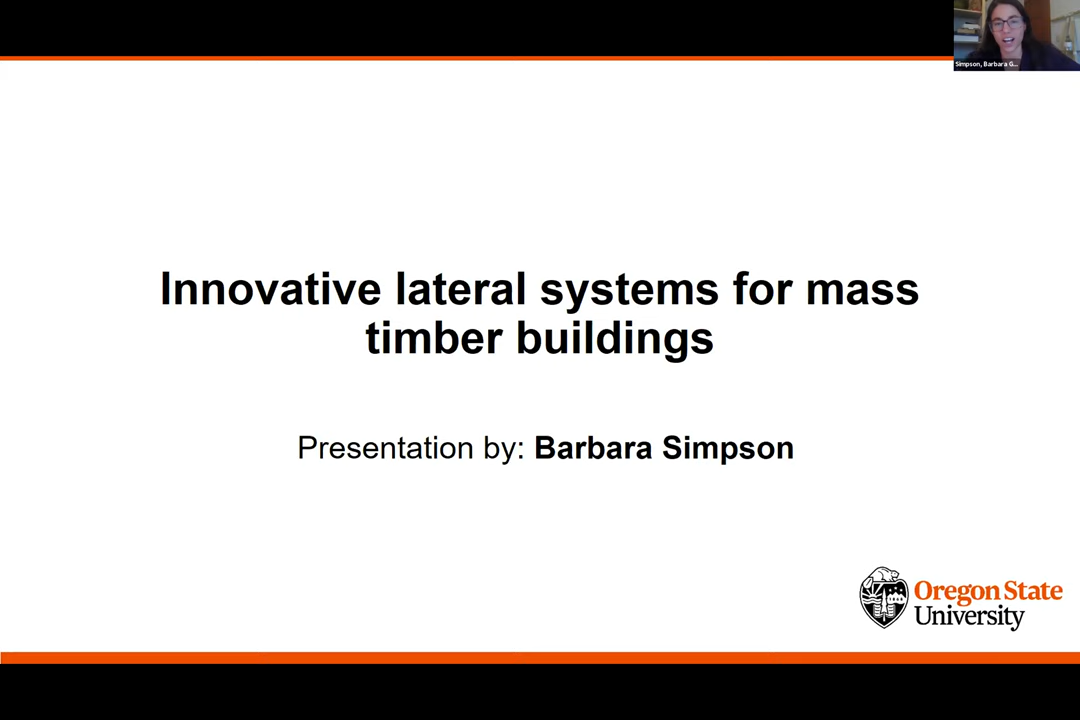 Simpson, Barbara G...
Innovative lateral systems for mass
timber buildings
Presentation by: Barbara Simpson
Oregon State
University